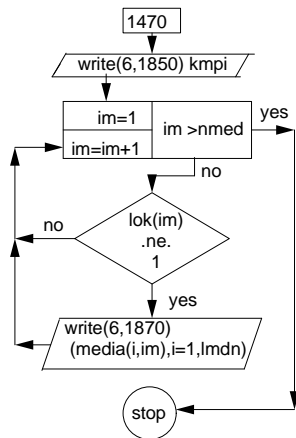 1470
write(6,1850) kmpi
im=1
im=im+1
im >nmed
yes
no
lok(im)
.ne.
1
no
yes
write(6,1870)
(media(i,im),i=1,lmdn)
stop